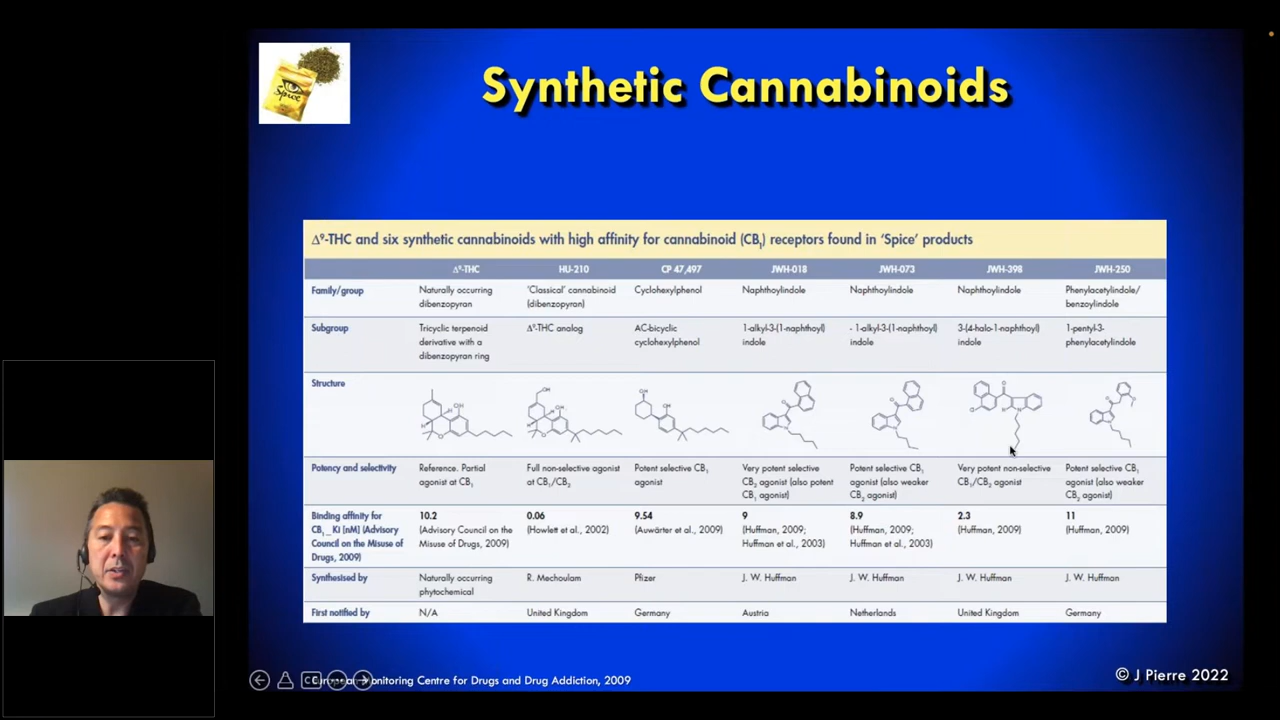 Spice
Synthetic Cannabinoids
Δ⁹-THC and six synthetic cannabinoids with high affinity for cannabinoid (CB₁) receptors found in ‘Spice’ products
Δ⁹-THC HU-210 CP 47,497 JWH-018 JWH-073 JWH-398 JWH-250
Family/group Naturally occurring ‘Classical’ cannabinoid Cyclohexylphenol Naphthoylindole Naphthoylindole Naphthoylindole Phenylacetylindole/
dibenzopyran (dibenzopyran) benzoylindole
Subgroup Tricyclic terpenoid Δ⁹-THC analog AC-bicyclic 1-alkyl-3-(1-naphthoyl) - 1-alkyl-3-(1-naphthoyl) 3-(4-halo-1-naphthoyl) 1-pentyl-3-
derivative with a cyclohexylphenol indole indole indole phenylacetylindole
dibenzopyran ring
Structure
Potency and selectivity Reference. Partial Full non-selective agonist Potent selective CB₁ Very potent selective Potent selective CB₁ Very potent non-selective Potent selective CB₁
agonist at CB₁ at CB₁/CB₂ agonist CB₂ agonist (also potent agonist (also weaker CB₁/CB₂ agonist agonist (also weaker
CB₁ agonist) CB₂ agonist) CB₂ agonist)
Binding affinity for 10.2 0.06 9.54 9 8.9 2.3 11
CB₁_ Ki [nM] (Advisory (Advisory Council on the (Howlett et al., 2002) (Auwärter et al., 2009) (Huffman, 2009; (Huffman, 2009; (Huffman, 2009) (Huffman, 2009)
Council on the Misuse of Misuse of Drugs, 2009) Huffman et al., 2003) Huffman et al., 2003)
Drugs, 2009)
Synthesised by Naturally occurring R. Mechoulam Pfizer J. W. Huffman J. W. Huffman J. W. Huffman J. W. Huffman
phytochemical
First notified by N/A United Kingdom Germany Austria Netherlands United Kingdom Germany
Monitoring Centre for Drugs and Drug Addiction, 2009
© J Pierre 2022